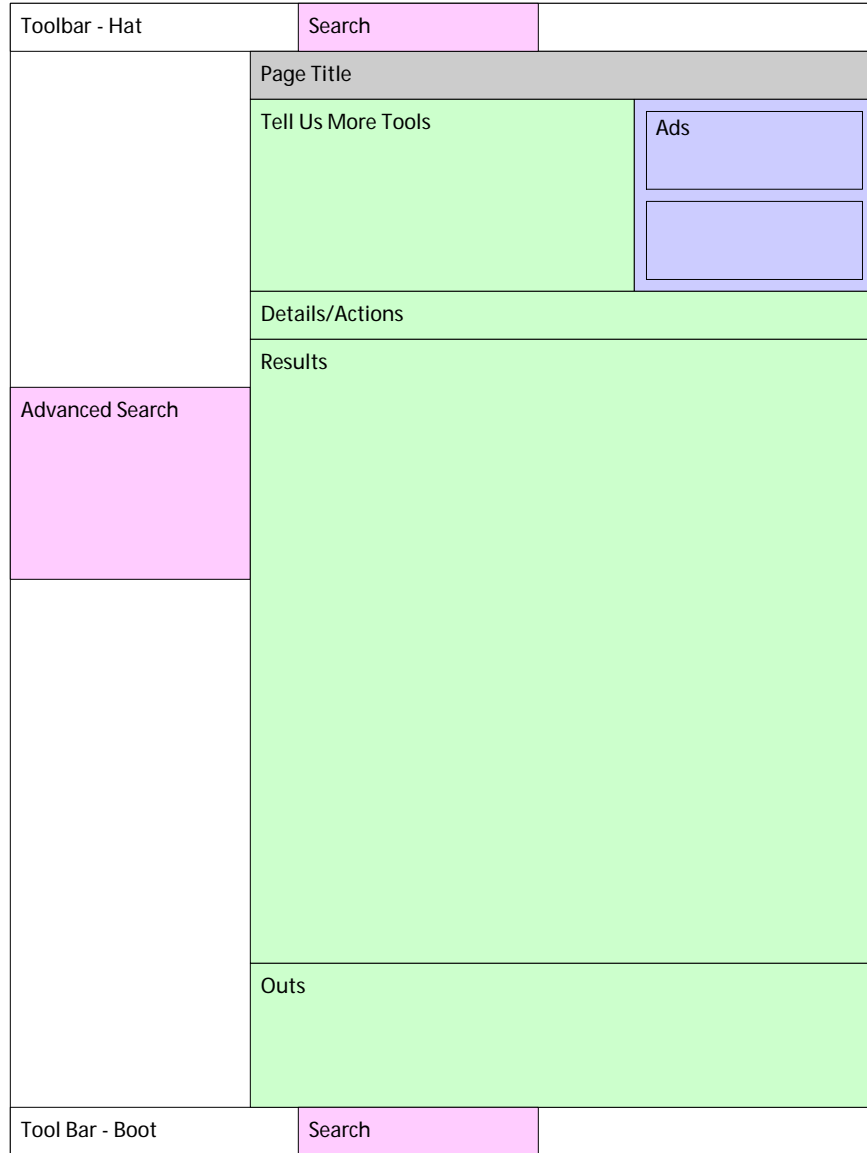 Toolbar - Hat
Search
Page Title
Tell Us More Tools
Ads
Details/Actions
Results
Advanced Search
Outs
Tool Bar - Boot
Search